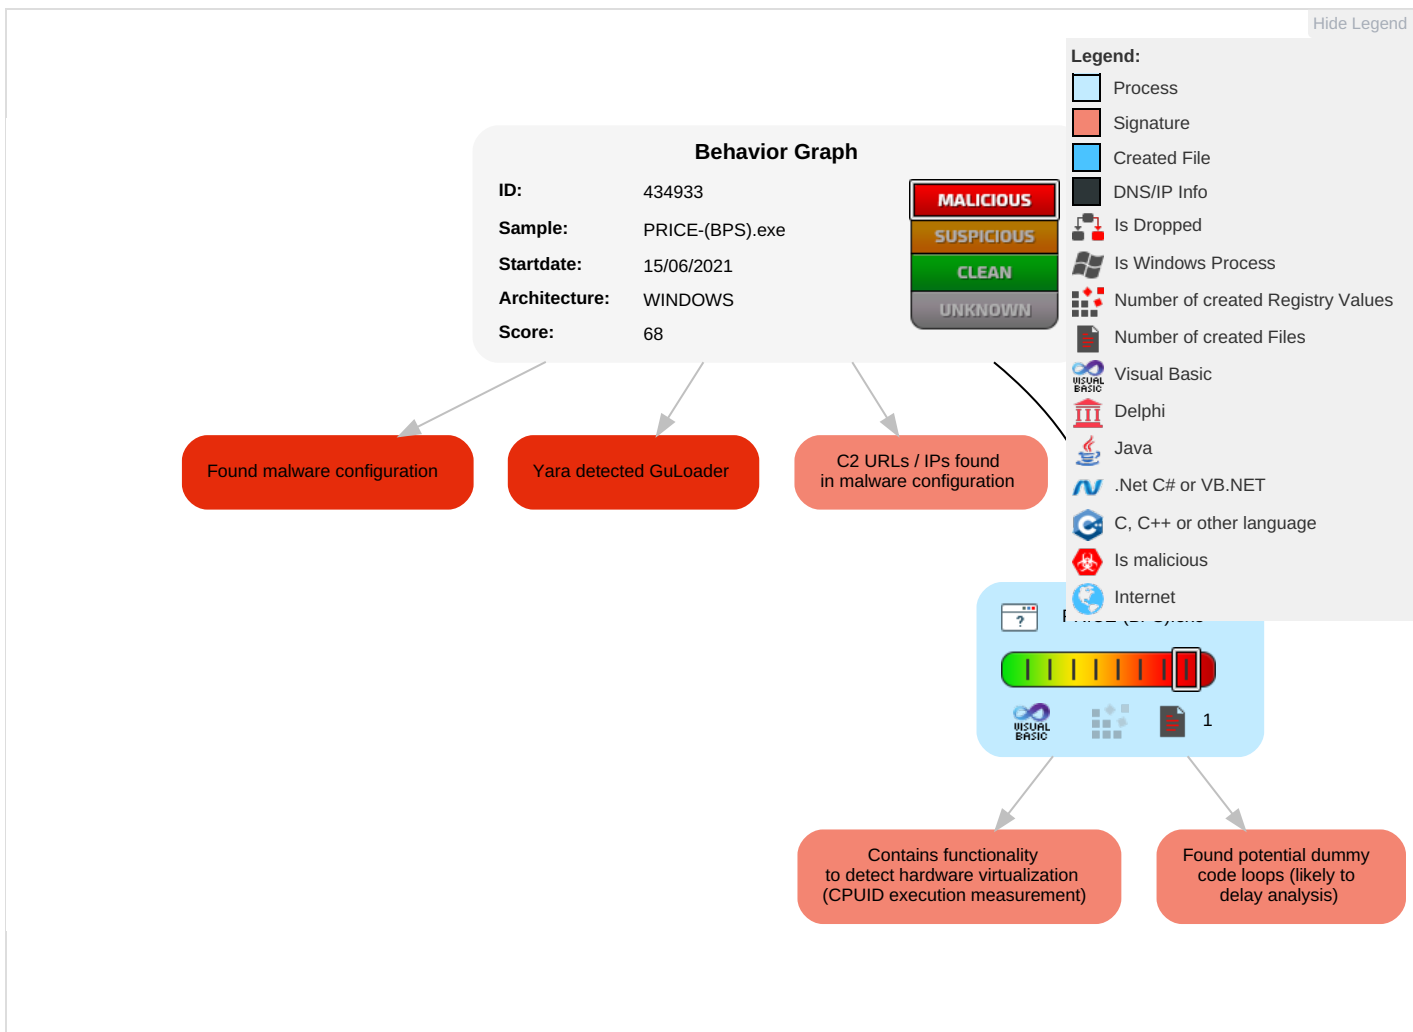 Hide Legend
Legend:
Process
Signature
Created File
DNS/IP Info
Is Dropped
Is Windows Process
Number of created Registry Values
Number of created Files
VISUAL
BASIC
Visual Basic
Delphi
Java
.Net C# or VB.NET
C, C++ or other language
Is malicious
Internet
Behavior Graph
ID: 434933
Sample: PRICE-(BPS).exe
Startdate: 15/06/2021
Architecture: WINDOWS
Score: 68
MALICIOUS
SUSPICIOUS
CLEAN
UNKNOWN
Found malware configuration
Yara detected GuLoader
C2 URLs / IPs found
in malware configuration
?
VISUAL
BASIC
1
Contains functionality
to detect hardware virtualization
(CPUID execution measurement)
Found potential dummy
code loops (likely to
delay analysis)